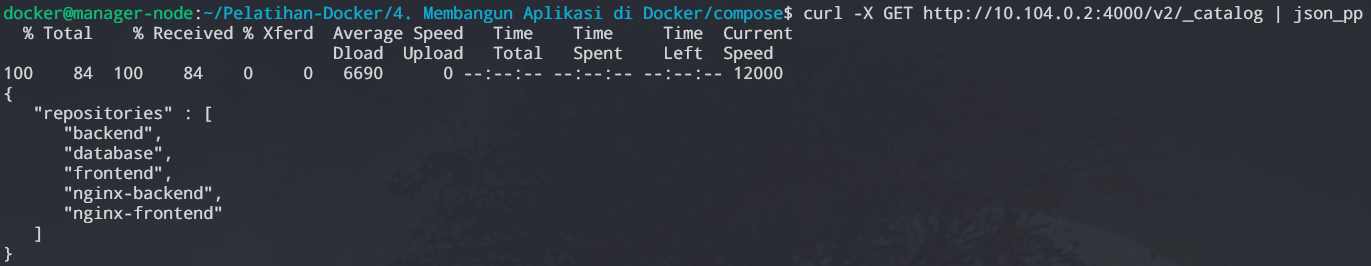 docker@manager-node:~/Pelatihan-Docker/4. Membangun Aplikasi di Docker/compose$ curl -X GET http://10.104.0.2:4000/v2/_catalog | json_pp
  % Total    % Received % Xferd  Average Speed   Time    Time     Time  Current
                                 Dload  Upload   Total   Spent    Left  Speed
100    84  100    84    0     0   6690      0 --:--:-- --:--:-- --:--:-- 12000
{
   "repositories" : [
      "backend",
      "database",
      "frontend",
      "nginx-backend",
      "nginx-frontend"
   ]
}